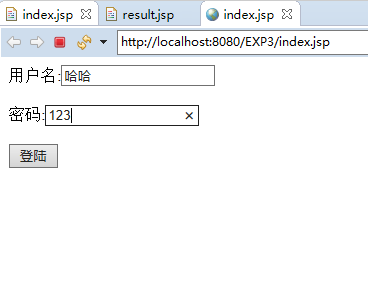 index.jsp result.jsp index.jsp
http://localhost:8080/EXP3/index.jsp
用户名:哈哈
密码:123
登陆